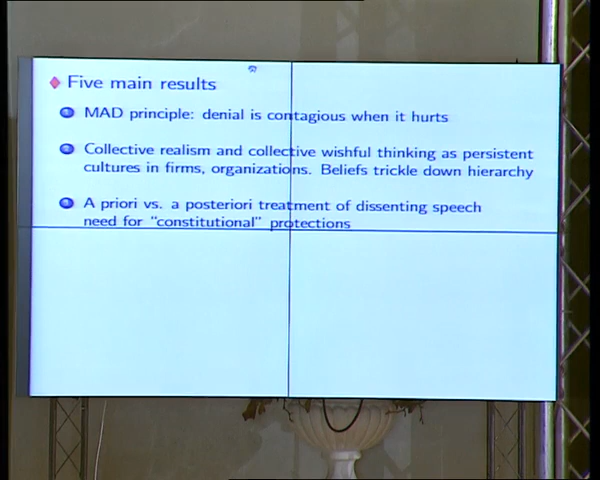 Five main results
MAD principle: denial is contagious when it hurts
Collective realism and collective wishful thinking as persistent
cultures in firms, organizations. Beliefs trickle down hierarchy
A priori vs. a posteriori treatment of dissenting speech
need for "constitutional" protections